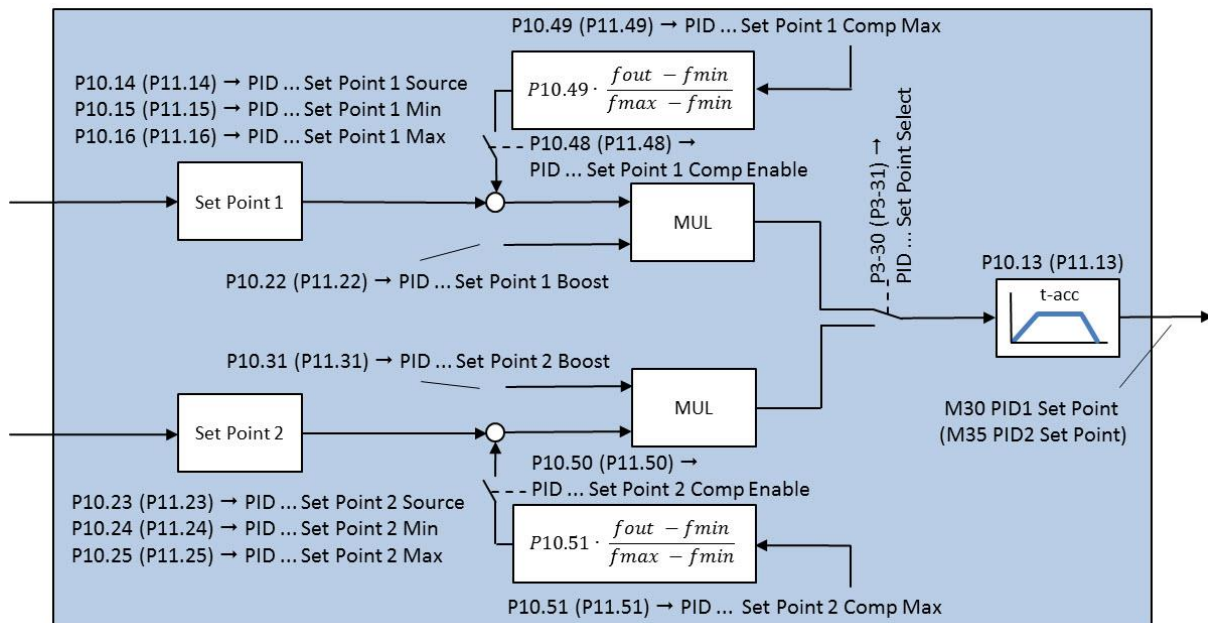 P10.49 (P11.49) → PID ... Set Point 1 Comp Max
P10.14 (P11.14) → PID ... Set Point 1 Source
P10.15 (P11.15) → PID ... Set Point 1 Min
P10.16 (P11.16) → PID ... Set Point 1 Max
P10.49 · fout − fmin
fmax − fmin
P10.48 (P11.48) →
PID ... Set Point 1 Comp Enable
P3-30 (P3-31) →
PID ... Set Point Select
Set Point 1
MUL
P10.22 (P11.22) → PID ... Set Point 1 Boost
P10.13 (P11.13)
t-acc
P10.31 (P11.31) → PID ... Set Point 2 Boost
MUL
Set Point 2
M30 PID1 Set Point
(M35 PID2 Set Point)
P10.50 (P11.50) →
PID ... Set Point 2 Comp Enable
P10.23 (P11.23) → PID ... Set Point 2 Source
P10.24 (P11.24) → PID ... Set Point 2 Min
P10.25 (P11.25) → PID ... Set Point 2 Max
P10.51 · fout − fmin
fmax − fmin
P10.51 (P11.51) → PID ... Set Point 2 Comp Max